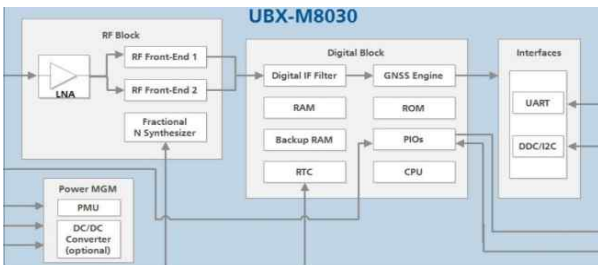 UBX-M8030
RF Block
LNA
RF Front-End 1
RF Front-End 2
Fractional
N Synthesizer
Digital Block
Digital IF Filter
GNSS Engine
RAM
ROM
Backup RAM
PIOs
RTC
CPU
Interfaces
UART
DDC/I2C
Power MGM
PMU
DC/DC
Converter
(optional)